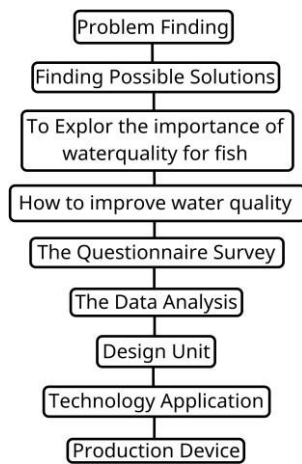 Problem Finding
Finding Possible Solutions
To Explor the importance of
waterquality for fish
How to improve water quality
The Questionnaire Survey
The Data Analysis
Design Unit
Technology Application
Production Device